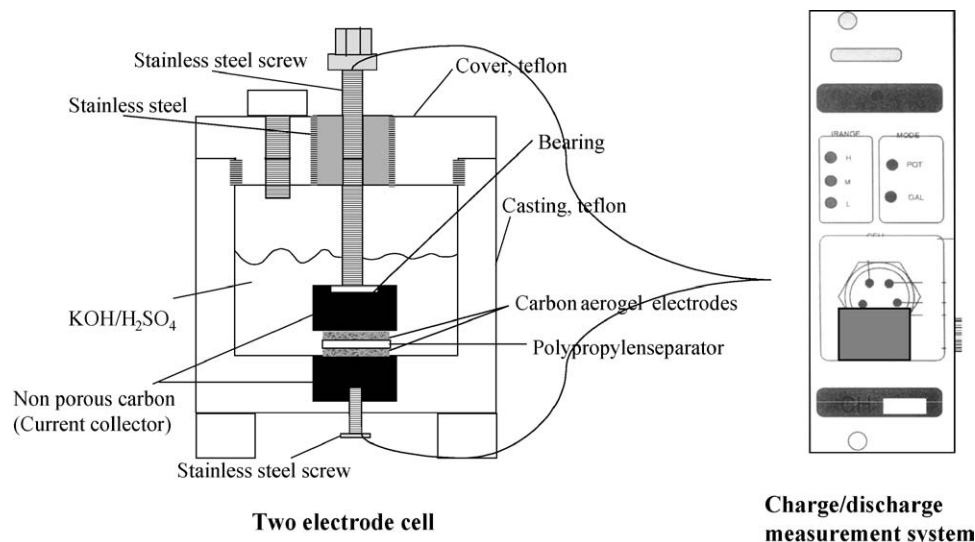 Stainless steel screw
Cover, teflon
Stainless steel
Bearing
Casting, teflon
KOH/H₂SO₄
Carbon aerogel electrodes
Polypropylenseparator
Non porous carbon
(Current collector)
Stainless steel screw
Two electrode cell
IRANGE
MODE
H
POT
M
GAL
L
CH
Charge/discharge
measurement system